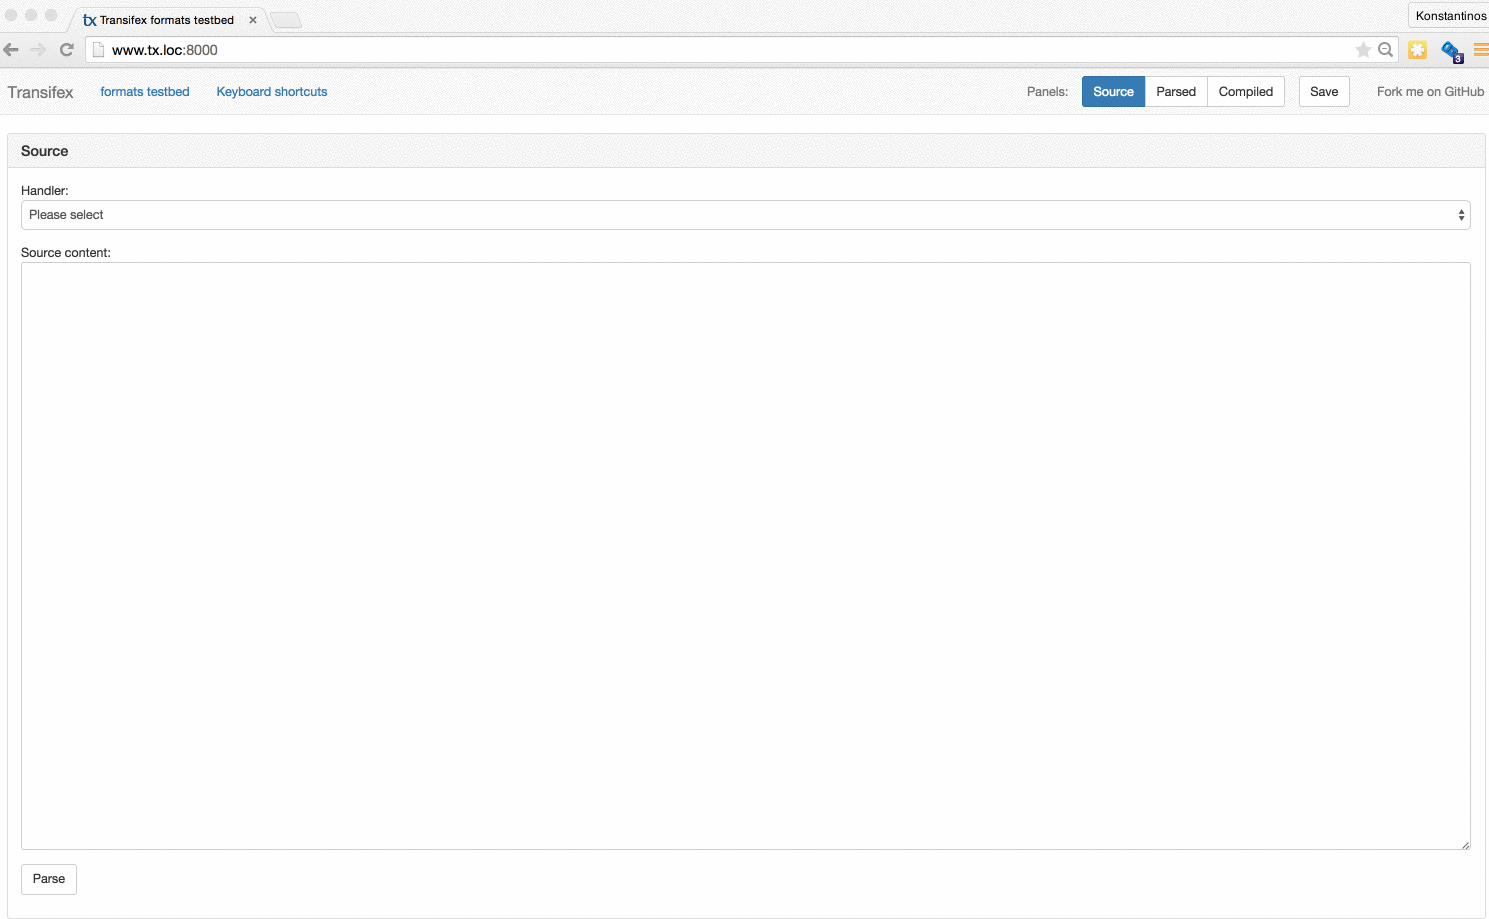 tx Transifex formats testbed ×
Konstantinos
www.tx.loc:8000
3
Transifex formats testbed Keyboard shortcuts Panels: Source Parsed Compiled Save Fork me on GitHub
Source
Handler:
Please select
Source content:
Parse